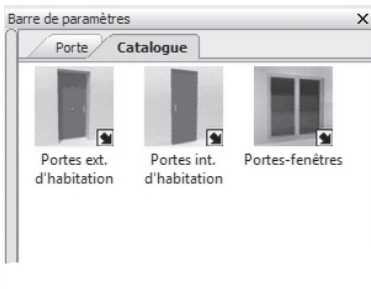 Barre de paramètres
Porte Catalogue
Portes ext. Portes int. Portes-fenêtres
d'habitation d'habitation